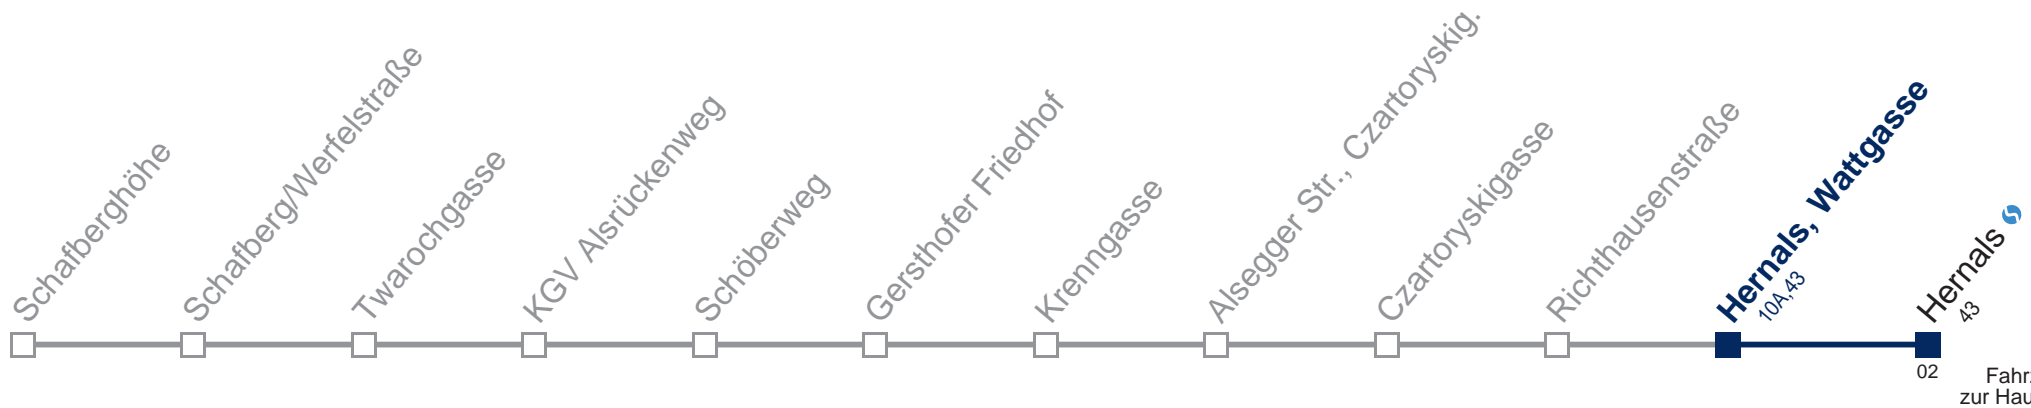 Schafberghöhe
Schafberg/Werfelstraße
Twarochgasse
KGV Alsrückenweg
Schöberweg
Gersthofer Friedhof
Krenngasse
Alsegger Str., Czartoryskig.
Czartoryskigasse
Richthausenstraße
Hernals, Wattgasse
10A,43
Hernals
43
02
zur